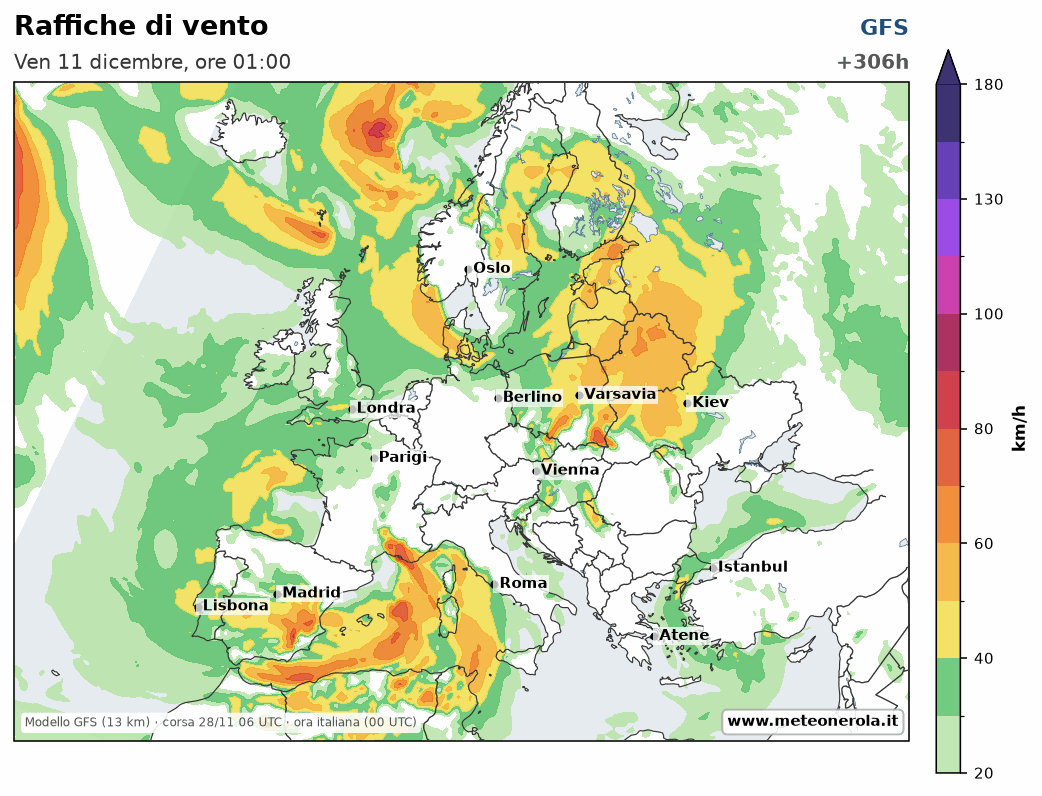 Raffiche di vento
GFS
Ven 11 dicembre, ore 01:00
+306h
180
130
100
80
60
40
20
km/h
Oslo
Berlino
Varsavia
Kiev
Londra
Parigi
Vienna
Istanbul
Roma
Madrid
Lisbona
Atene
Modello GFS (13 km) · corsa 28/11 06 UTC · ora italiana (00 UTC)
www.meteonerola.it